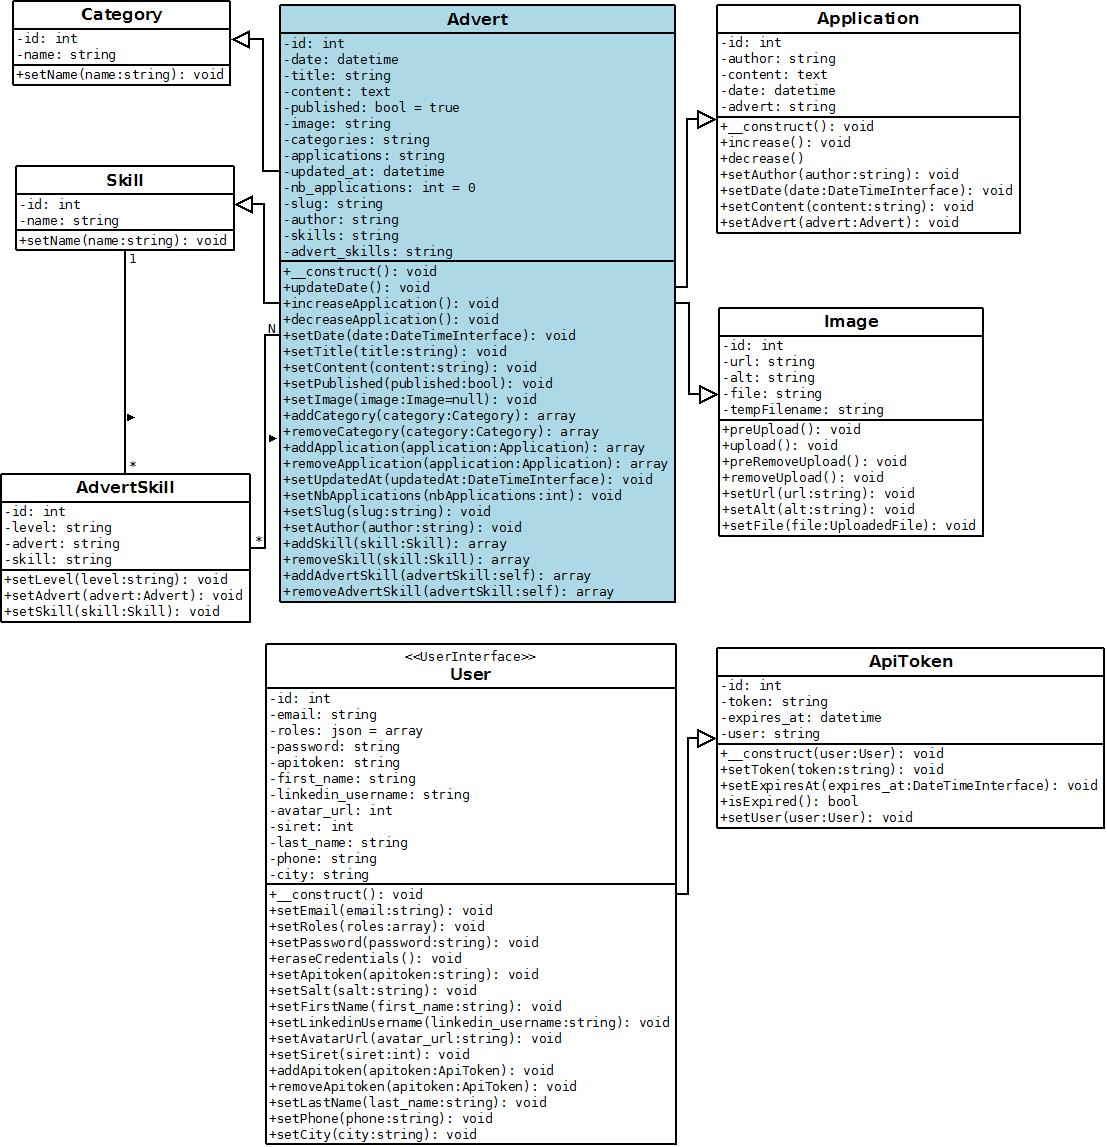 Category
-id: int
-name: string
+setName(name:string): void
Skill
-id: int
-name: string
+setName(name:string): void
1
*
AdvertSkill
-id: int
-level: string
-advert: string
-skill: string
+setLevel(level:string): void
+setAdvert(advert:Advert): void
+setSkill(skill:Skill): void
*
N
Advert
-id: int
-date: datetime
-title: string
-content: text
-published: bool = true
-image: string
-categories: string
-applications: string
-updated_at: datetime
-nb_applications: int = 0
-slug: string
-author: string
-skills: string
-advert_skills: string
+__construct(): void
+updateDate(): void
+increaseApplication(): void
+decreaseApplication(): void
+setDate(date:DateTimeInterface): void
+setTitle(title:string): void
+setContent(content:string): void
+setPublished(published:bool): void
+setImage(image:Image=null): void
+addCategory(category:Category): array
+removeCategory(category:Category): array
+addApplication(application:Application): array
+removeApplication(application:Application): array
+setUpdatedAt(updatedAt:DateTimeInterface): void
+setNbApplications(nbApplications:int): void
+setSlug(slug:string): void
+setAuthor(author:string): void
+addSkill(skill:Skill): array
+removeSkill(skill:Skill): array
+addAdvertSkill(advertSkill:self): array
+removeAdvertSkill(advertSkill:self): array
Application
-id: int
-author: string
-content: text
-date: datetime
-advert: string
+__construct(): void
+increase(): void
+decrease()
+setAuthor(author:string): void
+setDate(date:DateTimeInterface): void
+setContent(content:string): void
+setAdvert(advert:Advert): void
Image
-id: int
-url: string
-alt: string
-file: string
-tempFilename: string
+preUpload(): void
+upload(): void
+preRemoveUpload(): void
+removeUpload(): void
+setUrl(url:string): void
+setAlt(alt:string): void
+setFile(file:UploadedFile): void
<<UserInterface>>
User
-id: int
-email: string
-roles: json = array
-password: string
-apitoken: string
-first_name: string
-linkedin_username: string
-avatar_url: int
-siret: int
-last_name: string
-phone: string
-city: string
+__construct(): void
+setEmail(email:string): void
+setRoles(roles:array): void
+setPassword(password:string): void
+eraseCredentials(): void
+setApitoken(apitoken:string): void
+setSalt(salt:string): void
+setFirstName(first_name:string): void
+setLinkedinUsername(linkedin_username:string): void
+setAvatarUrl(avatar_url:string): void
+setSiret(siret:int): void
+addApitoken(apitoken:ApiToken): void
+removeApitoken(apitoken:ApiToken): void
+setLastName(last_name:string): void
+setPhone(phone:string): void
+setCity(city:string): void
ApiToken
-id: int
-token: string
-expires_at: datetime
-user: string
+__construct(user:User): void
+setToken(token:string): void
+setExpiresAt(expires_at:DateTimeInterface): void
+isExpired(): bool
+setUser(user:User): void